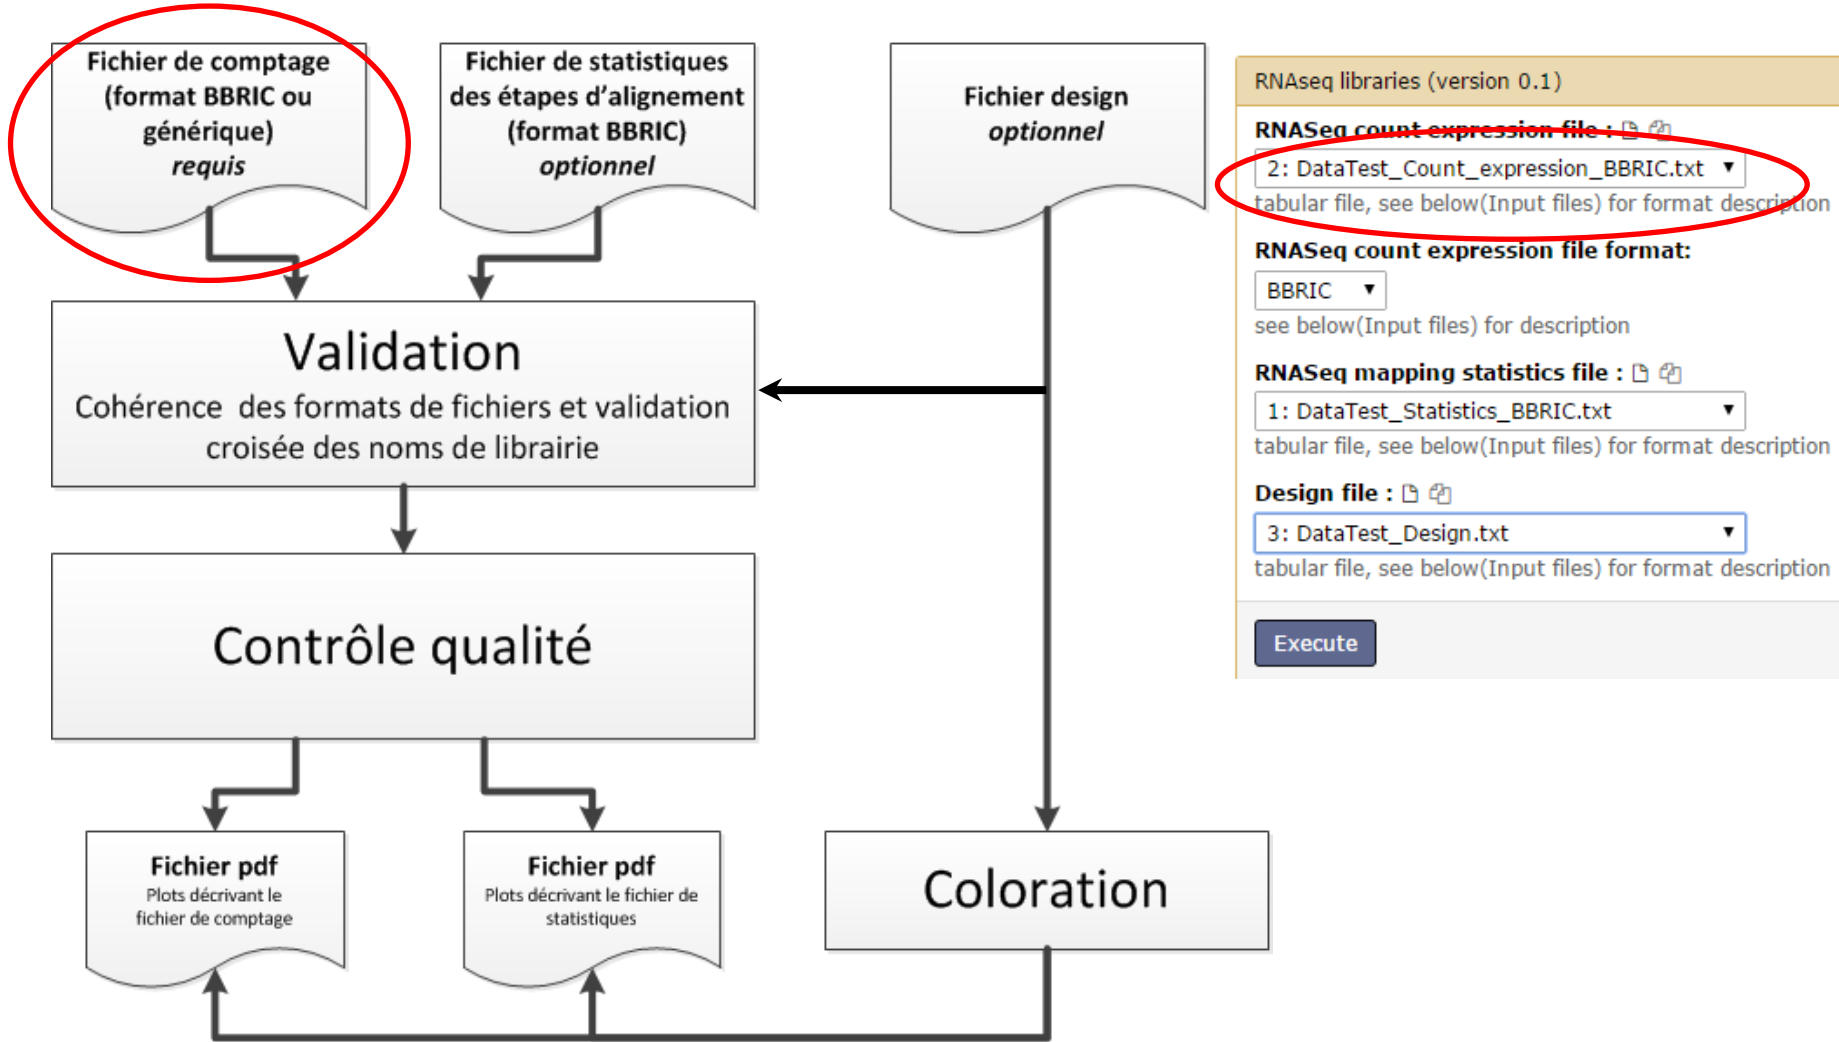 Fichier de comptage
(format BBRIC ou
générique)
requis
Fichier de statistiques
des étapes d'alignement
(format BBRIC)
optionnel
Fichier design
optionnel
Validation
Cohérence des formats de fichiers et validation
croisée des noms de librairie
Contrôle qualité
Fichier pdf
Plots décrivant le
fichier de comptage
Fichier pdf
Plots décrivant le fichier de
statistiques
Coloration
RNAseq libraries (version 0.1)
RNASeq count expression file :
2: DataTest_Count_expression_BBRIC.txt
tabular file, see below(Input files) for format description
RNASeq count expression file format:
BBRIC
see below(Input files) for description
RNASeq mapping statistics file :
1: DataTest_Statistics_BBRIC.txt
tabular file, see below(Input files) for format description
Design file :
3: DataTest_Design.txt
tabular file, see below(Input files) for format description
Execute